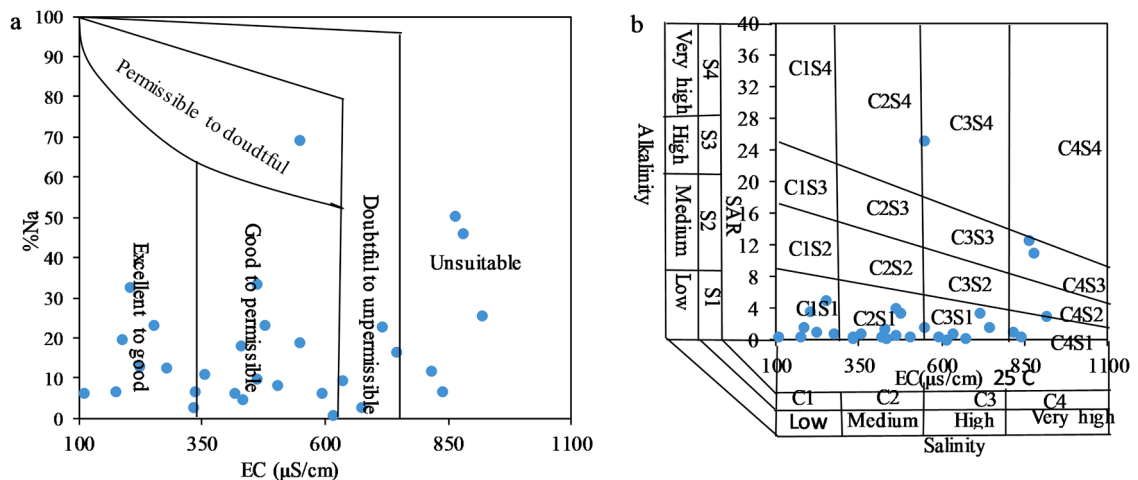 a
100
90
80
70
60
50
40
30
20
10
0
%Na
100
350
600
850
1100
EC (µS/cm)
Permissible to doudtful
Excellent to
good
Good to
permissible
Doubtful to unpermissible
Unsuitable
b
Alkalinity
Very high
High
Medium
Low
S4
S3
S2
S1
SAR
40
36
32
28
24
20
16
12
8
4
0
C1S4
C2S4
C3S4
C4S4
C1S3
C2S3
C3S3
C4S3
C1S2
C2S2
C3S2
C4S2
C1S1
C2S1
C3S1
C4S1
100
350
600
850
1100
EC(µs/cm) 25 C
C1 C2 C3 C4
Low Medium High Very high
Salinity